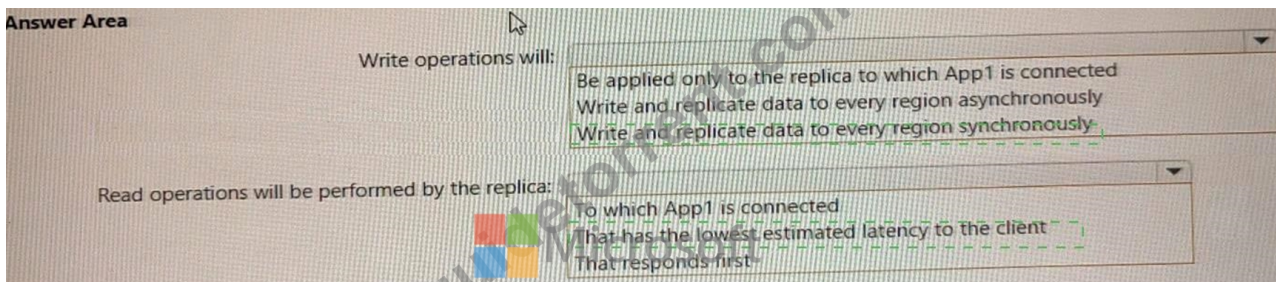 Answer Area
Write operations will:
Be applied only to the replica to which App1 is connected
Write and replicate data to every region asynchronously
Write and replicate data to every region synchronously
Read operations will be performed by the replica:
To which App1 is connected
That has the lowest estimated latency to the client
That responds first
Microsoft
etorrent.com